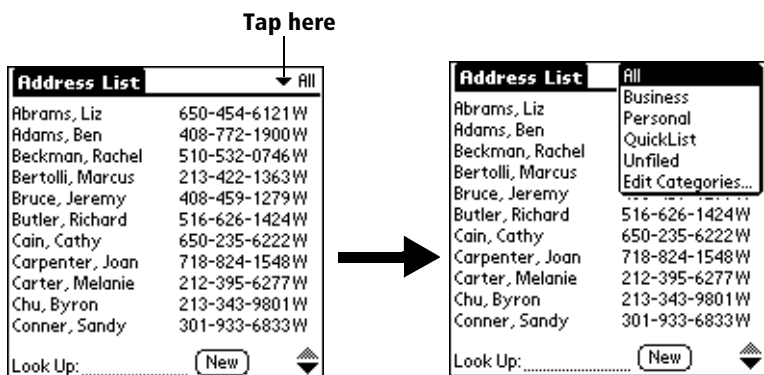 Tap here
Address List All
Abrams, Liz 650-454-6121W
Adams, Ben 408-772-1900W
Beckman, Rachel 510-532-0746W
Bertolli, Marcus 213-422-1363W
Bruce, Jeremy 408-459-1279W
Butler, Richard 516-626-1424W
Cain, Cathy 650-235-6222W
Carpenter, Joan 718-824-1548W
Carter, Melanie 212-395-6277W
Chu, Byron 213-343-9801W
Conner, Sandy 301-933-6833W
Look Up: New
Address List
All
Business
Personal
QuickList
Unfiled
Edit Categories...
Abrams, Liz
Adams, Ben
Beckman, Rachel
Bertolli, Marcus
Bruce, Jeremy
Butler, Richard 516-626-1424W
Cain, Cathy 650-235-6222W
Carpenter, Joan 718-824-1548W
Carter, Melanie 212-395-6277W
Chu, Byron 213-343-9801W
Conner, Sandy 301-933-6833W
Look Up: New